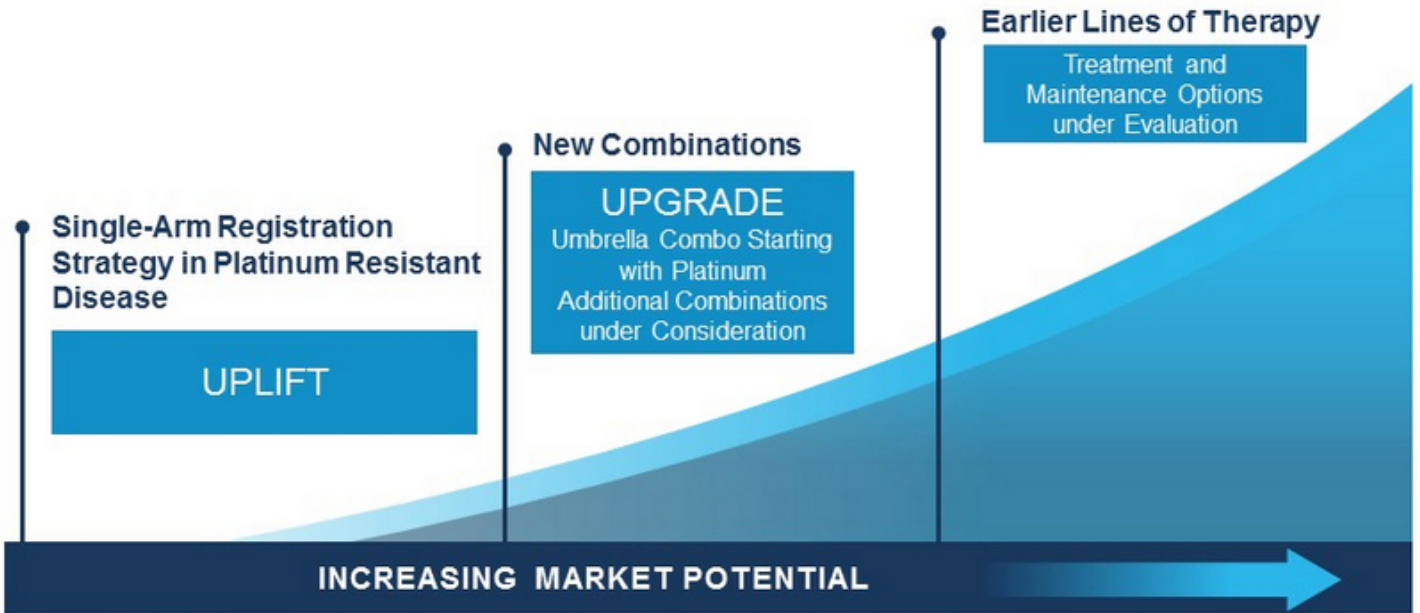 Single-Arm Registration
Strategy in Platinum Resistant
Disease
UPLIFT
New Combinations
UPGRADE
Umbrella Combo Starting
with Platinum
Additional Combinations
under Consideration
Earlier Lines of Therapy
Treatment and
Maintenance Options
under Evaluation
INCREASING MARKET POTENTIAL